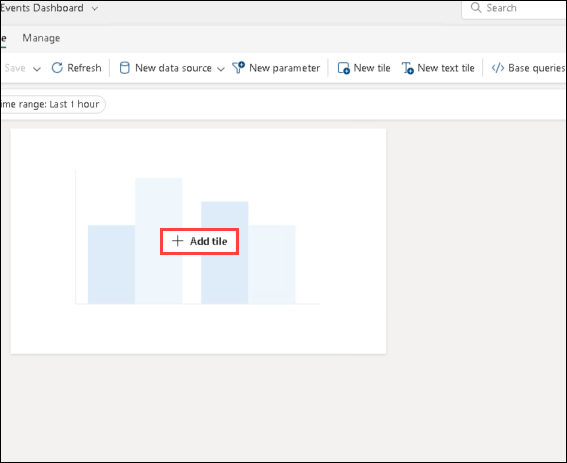 Events Dashboard
Search
Manage
Save Refresh New data source New parameter New tile New text tile Base queries
ime range: Last 1 hour
Add tile